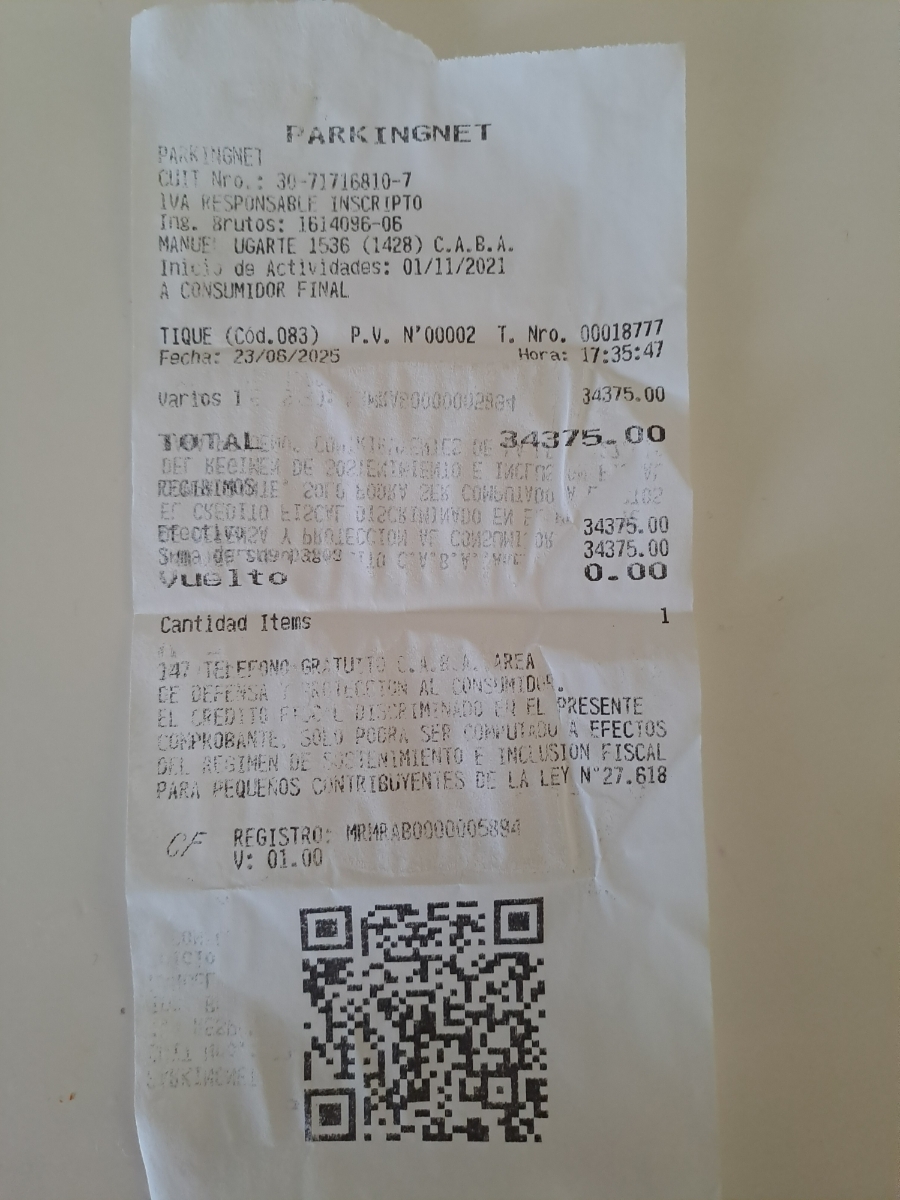 PARKINGNET
PARKINGNET
CUIT Nro.: 30-71716810-7
IVA RESPONSABLE INSCRIPTO
Ing. Brutos: 1614096-06
MANUEL UGARTE 1536 (1428) C.A.B.A.
Inicio de Actividades: 01/11/2021
A CONSUMIDOR FINAL
TIQUE (Cód.083) P.V. N°00002 T. Nro. 00018777
Fecha: 23/06/2025 Hora: 17:35:47
Varios 1 34375.00
TOTAL 34375.00
RECIBIMOS
Efectivo 34375.00
Suma de sus pagos 34375.00
Vuelto 0.00
Cantidad Items 1
147 TELEFONO GRATUITO C.A.B.A. AREA
DE DEFENSA Y PROTECCION AL CONSUMIDOR.
EL CREDITO FISCAL DISCRIMINADO EN EL PRESENTE
COMPROBANTE, SOLO PODRA SER COMPUTADO A EFECTOS
DEL REGIMEN DE SOSTENIMIENTO E INCLUSION FISCAL
PARA PEQUEÑOS CONTRIBUYENTES DE LA LEY N°27.618
CF REGISTRO: MRMRAB0000005894
V: 01.00